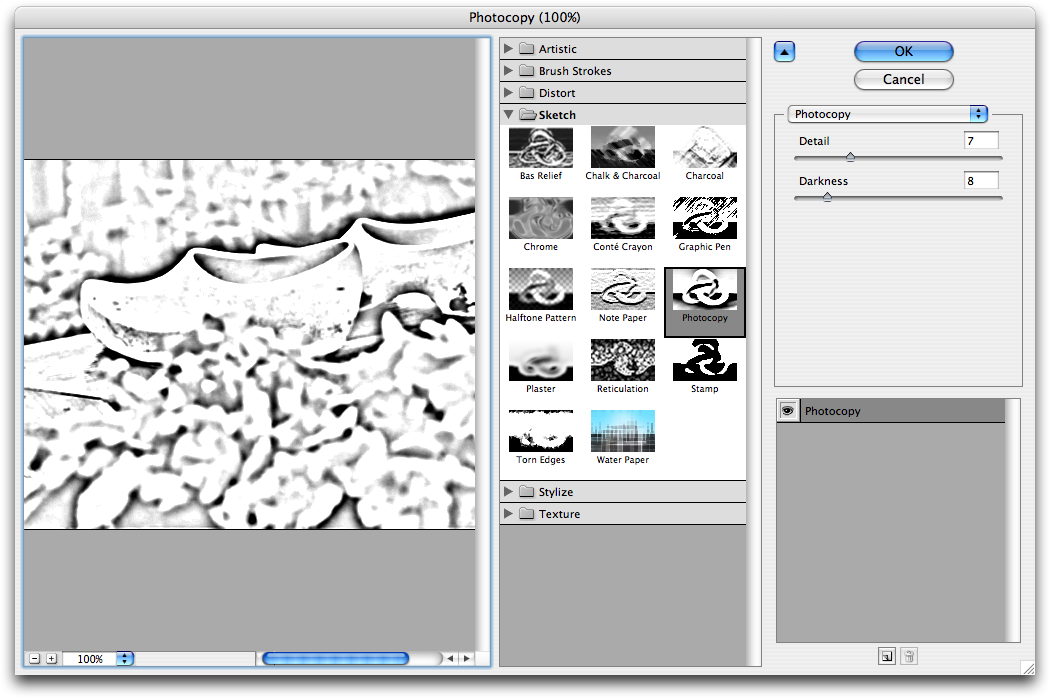 Photocopy (100%)
Artistic
Brush Strokes
Distort
Sketch
Bas Relief
Chalk & Charcoal
Charcoal
Chrome
Conté Crayon
Graphic Pen
Halftone Pattern
Note Paper
Photocopy
Plaster
Reticulation
Stamp
Torn Edges
Water Paper
Stylize
Texture
100%
OK
Cancel
Photocopy
Detail 7
Darkness 8
Photocopy